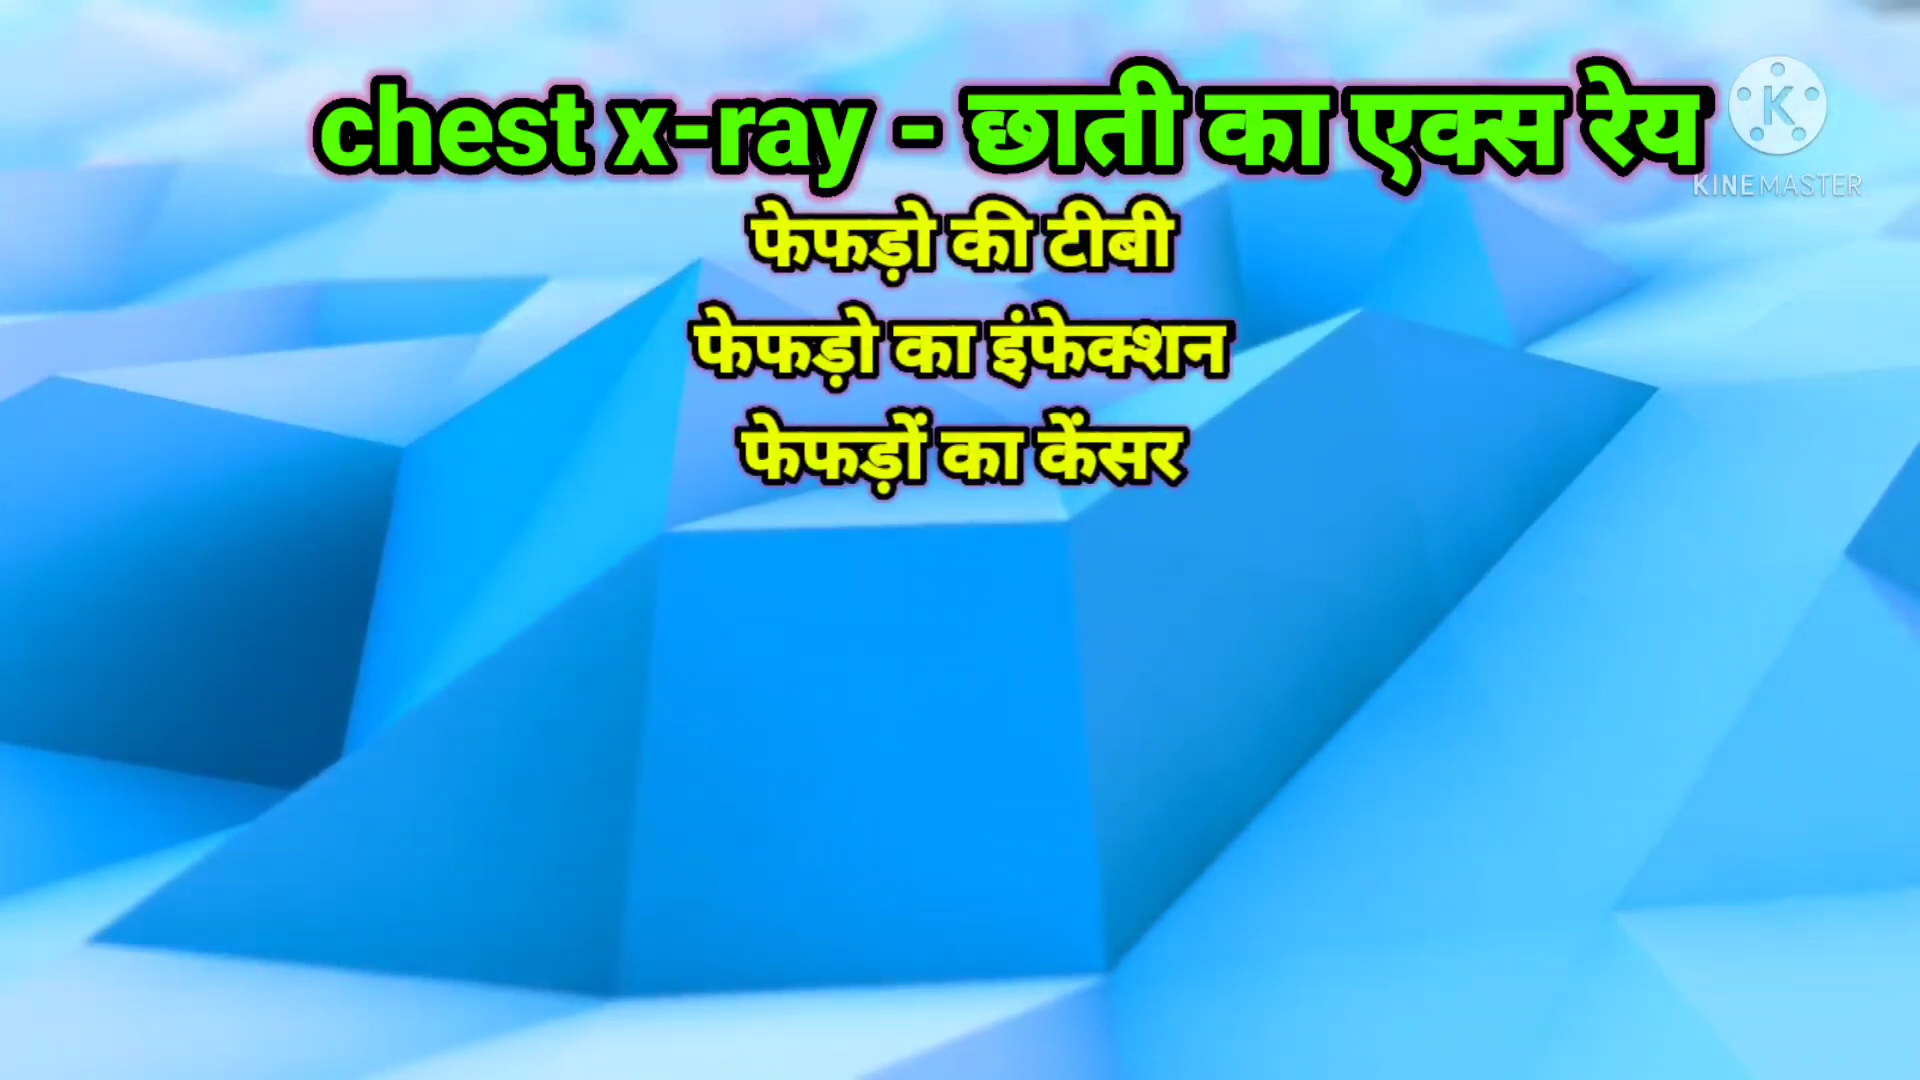 chest x-ray - छाती का एक्स रेय
KINEMASTER
फेफड़ो की टीबी
फेफड़ो का इंफेक्शन
फेफड़ों का केंसर